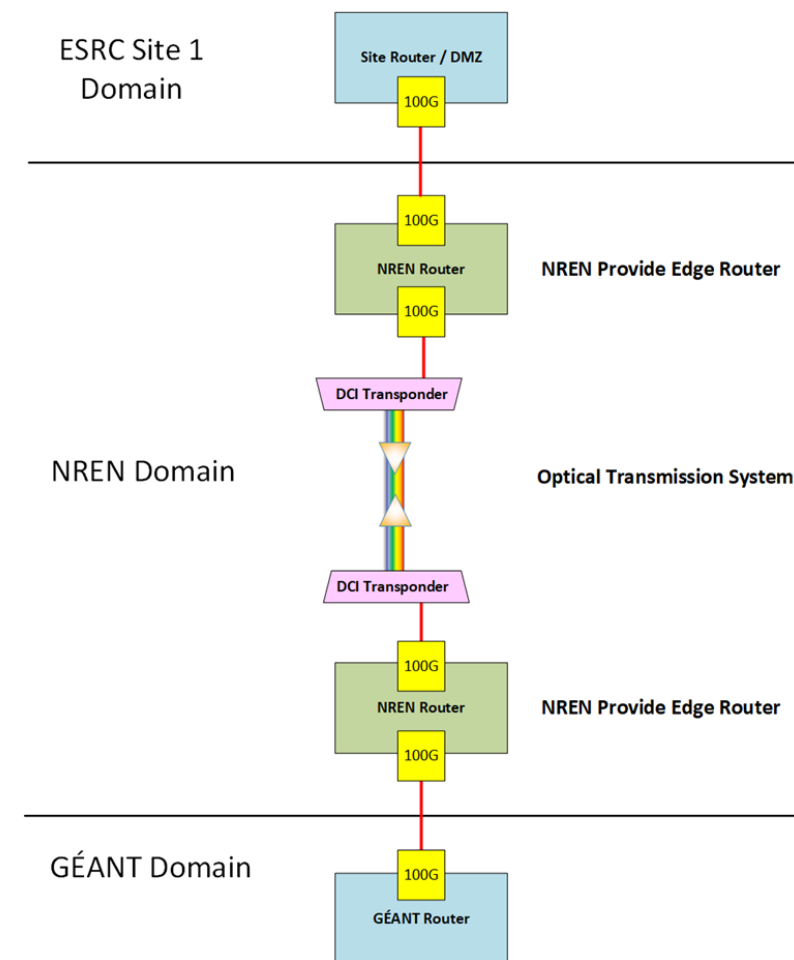 ESRC Site 1
Domain
Site Router / DMZ
100G
100G
NREN Router
NREN Provide Edge Router
100G
DCI Transponder
NREN Domain
Optical Transmission System
DCI Transponder
100G
NREN Router
NREN Provide Edge Router
100G
GÉANT Domain
100G
GÉANT Router